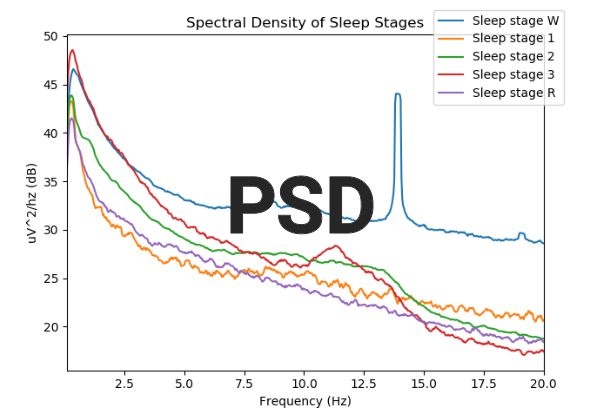 Spectral Density of Sleep Stages
Sleep stage W
Sleep stage 1
Sleep stage 2
Sleep stage 3
Sleep stage R
50
45
40
35
30
25
20
uV^2/hz (dB)
PSD
2.5 5.0 7.5 10.0 12.5 15.0 17.5 20.0
Frequency (Hz)